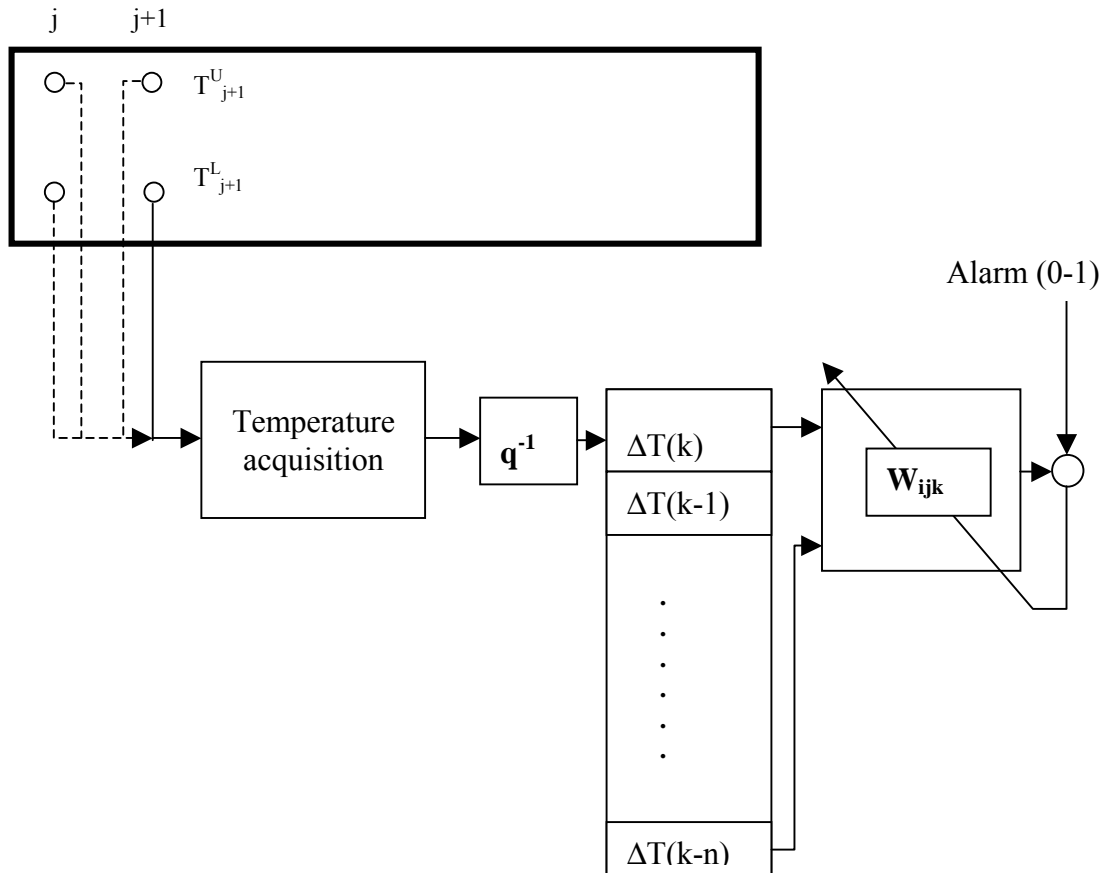 j j+1
T^U_j+1
T^L_j+1
Alarm (0-1)
Temperature
acquisition
q^-1
ΔT(k)
ΔT(k-1)
W_ijk
ΔT(k-n)